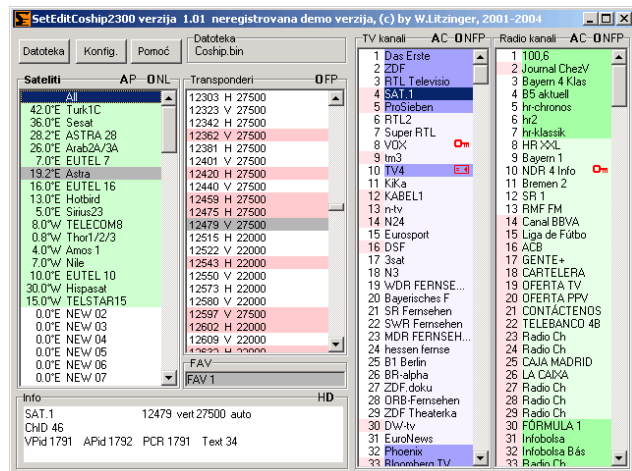 SetEditCoship2300 verzija 1.01 neregistrovana demo verzija, (c) by W.Litzinger, 2001-2004
Datoteka
Konfig.
Pomoć
Datoteka
Coship.bin
Sateliti AP ONL
All
42.0°E Turk1C
36.0°E Sesat
28.2°E ASTRA 28
26.0°E Arab2A/3A
7.0°E EUTEL 7
19.2°E Astra
16.0°E EUTEL 16
13.0°E Hotbird
5.0°E Sirius23
8.0°W TELECOM8
0.8°W Thor1/2/3
4.0°W Amos 1
7.0°W Nile
10.0°E EUTEL 10
30.0°W Hispasat
15.0°W TELSTAR15
0.0°E NEW 02
0.0°E NEW 03
0.0°E NEW 04
0.0°E NEW 05
0.0°E NEW 06
0.0°E NEW 07
Transponderi OFP
12303 H 27500
12323 V 27500
12342 H 27500
12362 V 27500
12381 H 27500
12401 V 27500
12420 H 27500
12440 V 27500
12459 H 27500
12475 H 27500
12479 V 27500
12515 H 22000
12522 V 22000
12543 H 22000
12550 V 22000
12573 H 22000
12580 V 22000
12597 V 27500
12602 H 22000
12609 V 22000
12632 H 22000
FAV
FAV 1
Info HD
SAT.1 12479 vert 27500 auto
ChID 46
VPid 1791 APid 1792 PCR 1791 Text 34
TV kanali AC ONFP
1 Das Erste
2 ZDF
3 RTL Televisio
4 SAT.1
5 ProSieben
6 RTL2
7 Super RTL
8 VOX
9 tm3
10 TV4
11 KiKa
12 KABEL1
13 n-tv
14 N24
15 Eurosport
16 DSF
17 3sat
18 N3
19 WDR FERNSE...
20 Bayerisches F
21 SR Fernsehen
22 SWR Fernsehen
23 MDR FERNSEH...
24 hessen fernse
25 B1 Berlin
26 BR-alpha
27 ZDF.doku
28 ORB-Fernsehen
29 ZDF Theaterka
30 DW-tv
31 EuroNews
32 Phoenix
33 Bloomberg TV
Radio kanali AC ONFP
1 100,6
2 Journal ChezV
3 Bayern 4 Klas
4 B5 aktuell
5 hr-chronos
6 hr2
7 hr-klassik
8 HR XXL
9 Bayern 1
10 NDR 4 Info
11 Bremen 2
12 SR 1
13 RMF FM
14 Canal BBVA
15 Liga de Fútbo
16 ACB
17 GENTE+
18 CARTELERA
19 OFERTA TV
20 OFERTA PPV
21 CONTÁCTENOS
22 TELEBANCO 4B
23 Radio Ch
24 Radio Ch
25 CAJA MADRID
26 LA CAIXA
27 Radio Ch
28 Radio Ch
29 Radio Ch
30 FÓRMULA 1
31 Infobolsa
32 Infobolsa Bás
33 Radio Ch